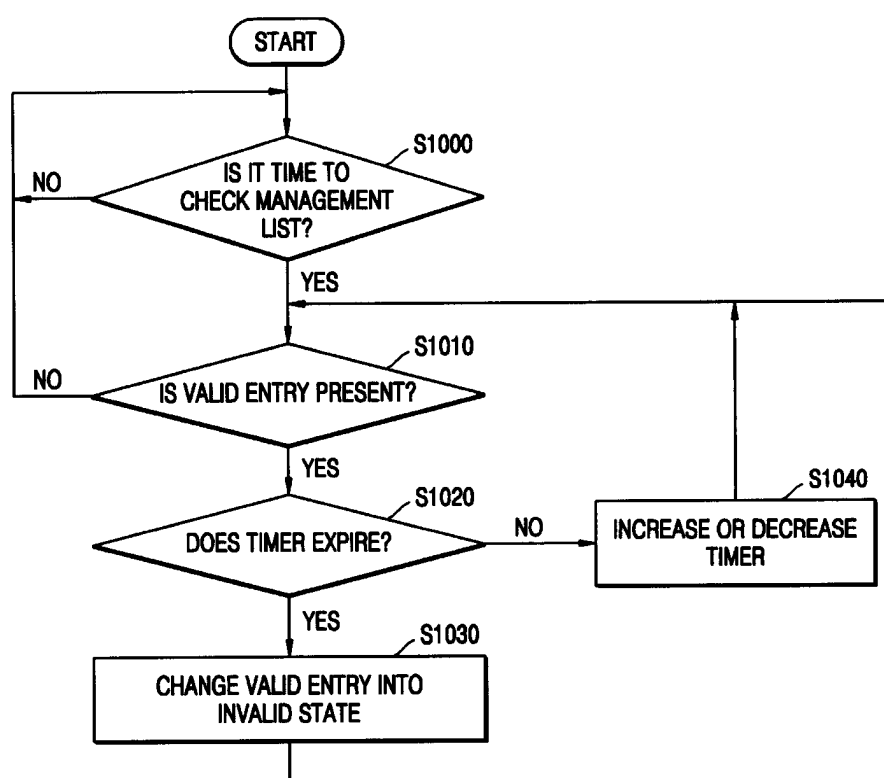 START
S1000
IS IT TIME TO
CHECK MANAGEMENT
LIST?
NO
YES
S1010
IS VALID ENTRY PRESENT?
NO
YES
S1020
DOES TIMER EXPIRE?
NO
S1040
INCREASE OR DECREASE
TIMER
YES
S1030
CHANGE VALID ENTRY INTO
INVALID STATE